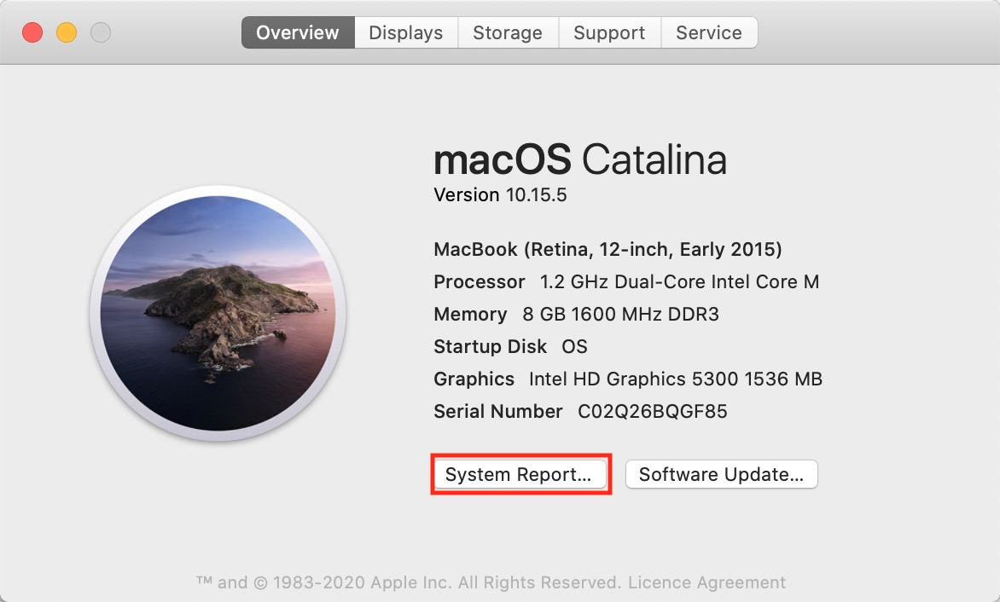 Overview Displays Storage Support Service
macOS Catalina
Version 10.15.5
MacBook (Retina, 12-inch, Early 2015)
Processor 1.2 GHz Dual-Core Intel Core M
Memory 8 GB 1600 MHz DDR3
Startup Disk OS
Graphics Intel HD Graphics 5300 1536 MB
Serial Number C02Q26BQGF85
System Report... Software Update...
™ and © 1983-2020 Apple Inc. All Rights Reserved. Licence Agreement